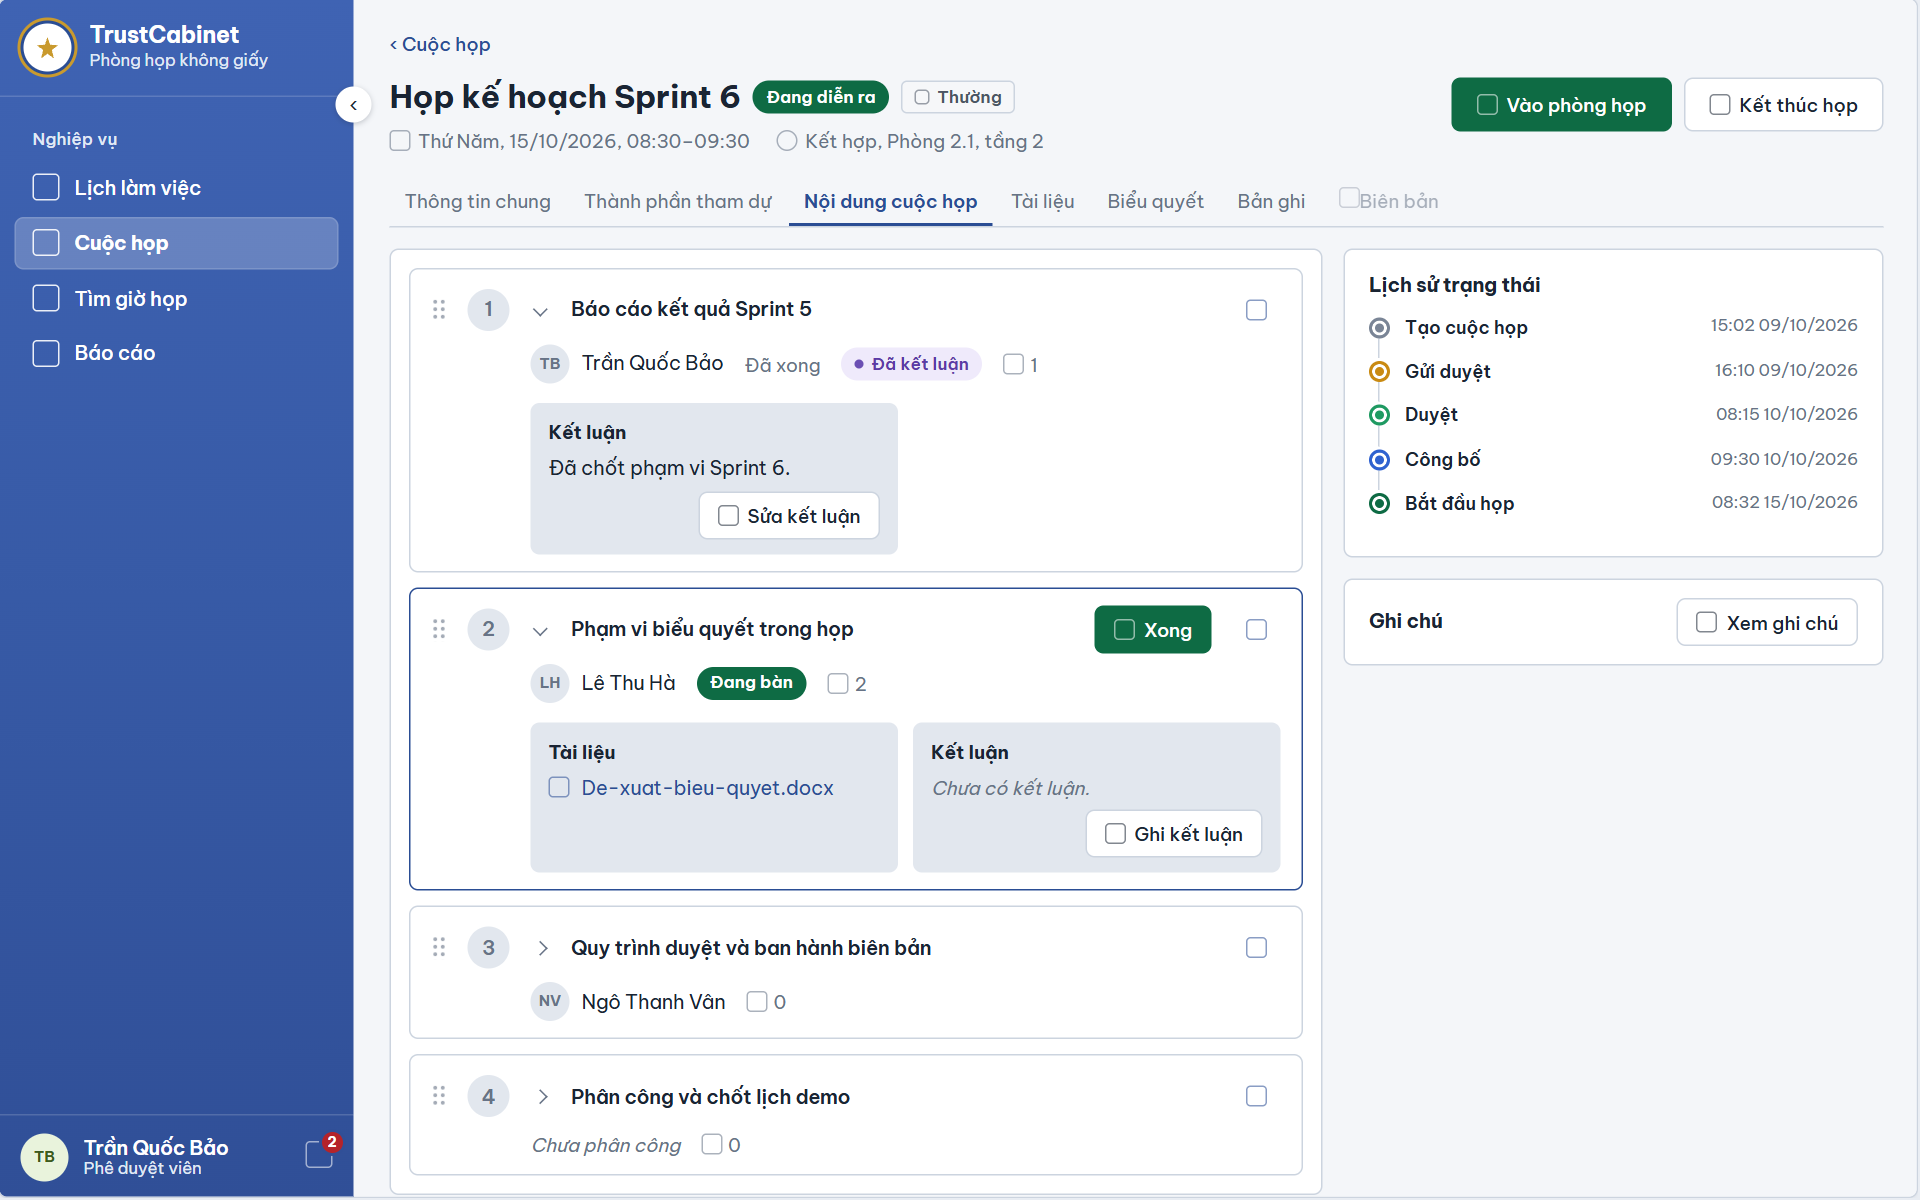 TrustCabinet
Phòng họp không giấy
Nghiệp vụ
Lịch làm việc
Cuộc họp
Tìm giờ họp
Báo cáo
TB
Trần Quốc Bảo
Phê duyệt viên
2
‹ Cuộc họp
Họp kế hoạch Sprint 6
Đang diễn ra
Thường
Vào phòng họp
Kết thúc họp
Thứ Năm, 15/10/2026, 08:30–09:30
Kết hợp, Phòng 2.1, tầng 2
Thông tin chung
Thành phần tham dự
Nội dung cuộc họp
Tài liệu
Biểu quyết
Bản ghi
Biên bản
1
Báo cáo kết quả Sprint 5
TB
Trần Quốc Bảo
Đã xong
Đã kết luận
1
Kết luận
Đã chốt phạm vi Sprint 6.
Sửa kết luận
2
Phạm vi biểu quyết trong họp
Xong
LH
Lê Thu Hà
Đang bàn
2
Tài liệu
De-xuat-bieu-quyet.docx
Kết luận
Chưa có kết luận.
Ghi kết luận
3
Quy trình duyệt và ban hành biên bản
NV
Ngô Thanh Vân
0
4
Phân công và chốt lịch demo
Chưa phân công
0
Lịch sử trạng thái
Tạo cuộc họp
15:02 09/10/2026
Gửi duyệt
16:10 09/10/2026
Duyệt
08:15 10/10/2026
Công bố
09:30 10/10/2026
Bắt đầu họp
08:32 15/10/2026
Ghi chú
Xem ghi chú